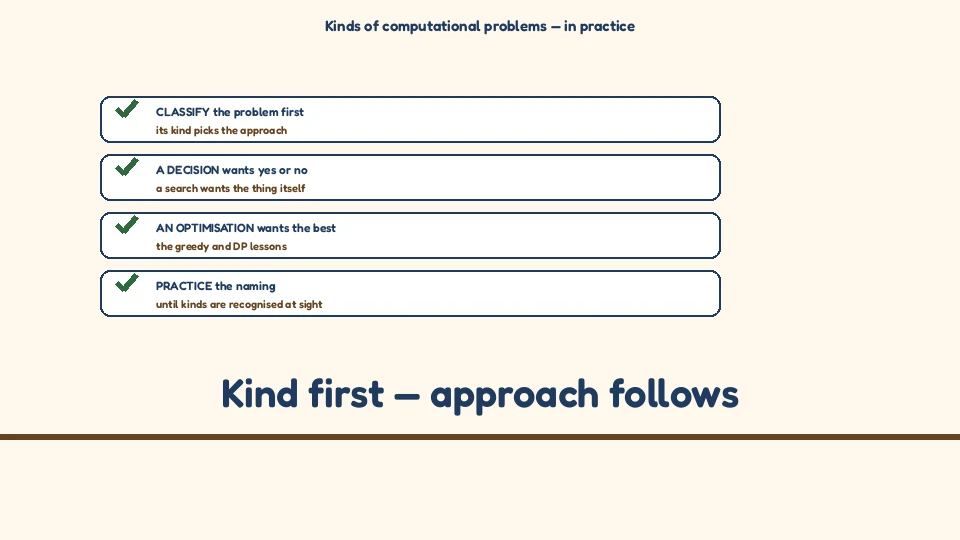 Kinds of computational problems — in practice
CLASSIFY the problem first
its kind picks the approach
A DECISION wants yes or no
a search wants the thing itself
AN OPTIMISATION wants the best
the greedy and DP lessons
PRACTICE the naming
until kinds are recognised at sight
Kind first — approach follows